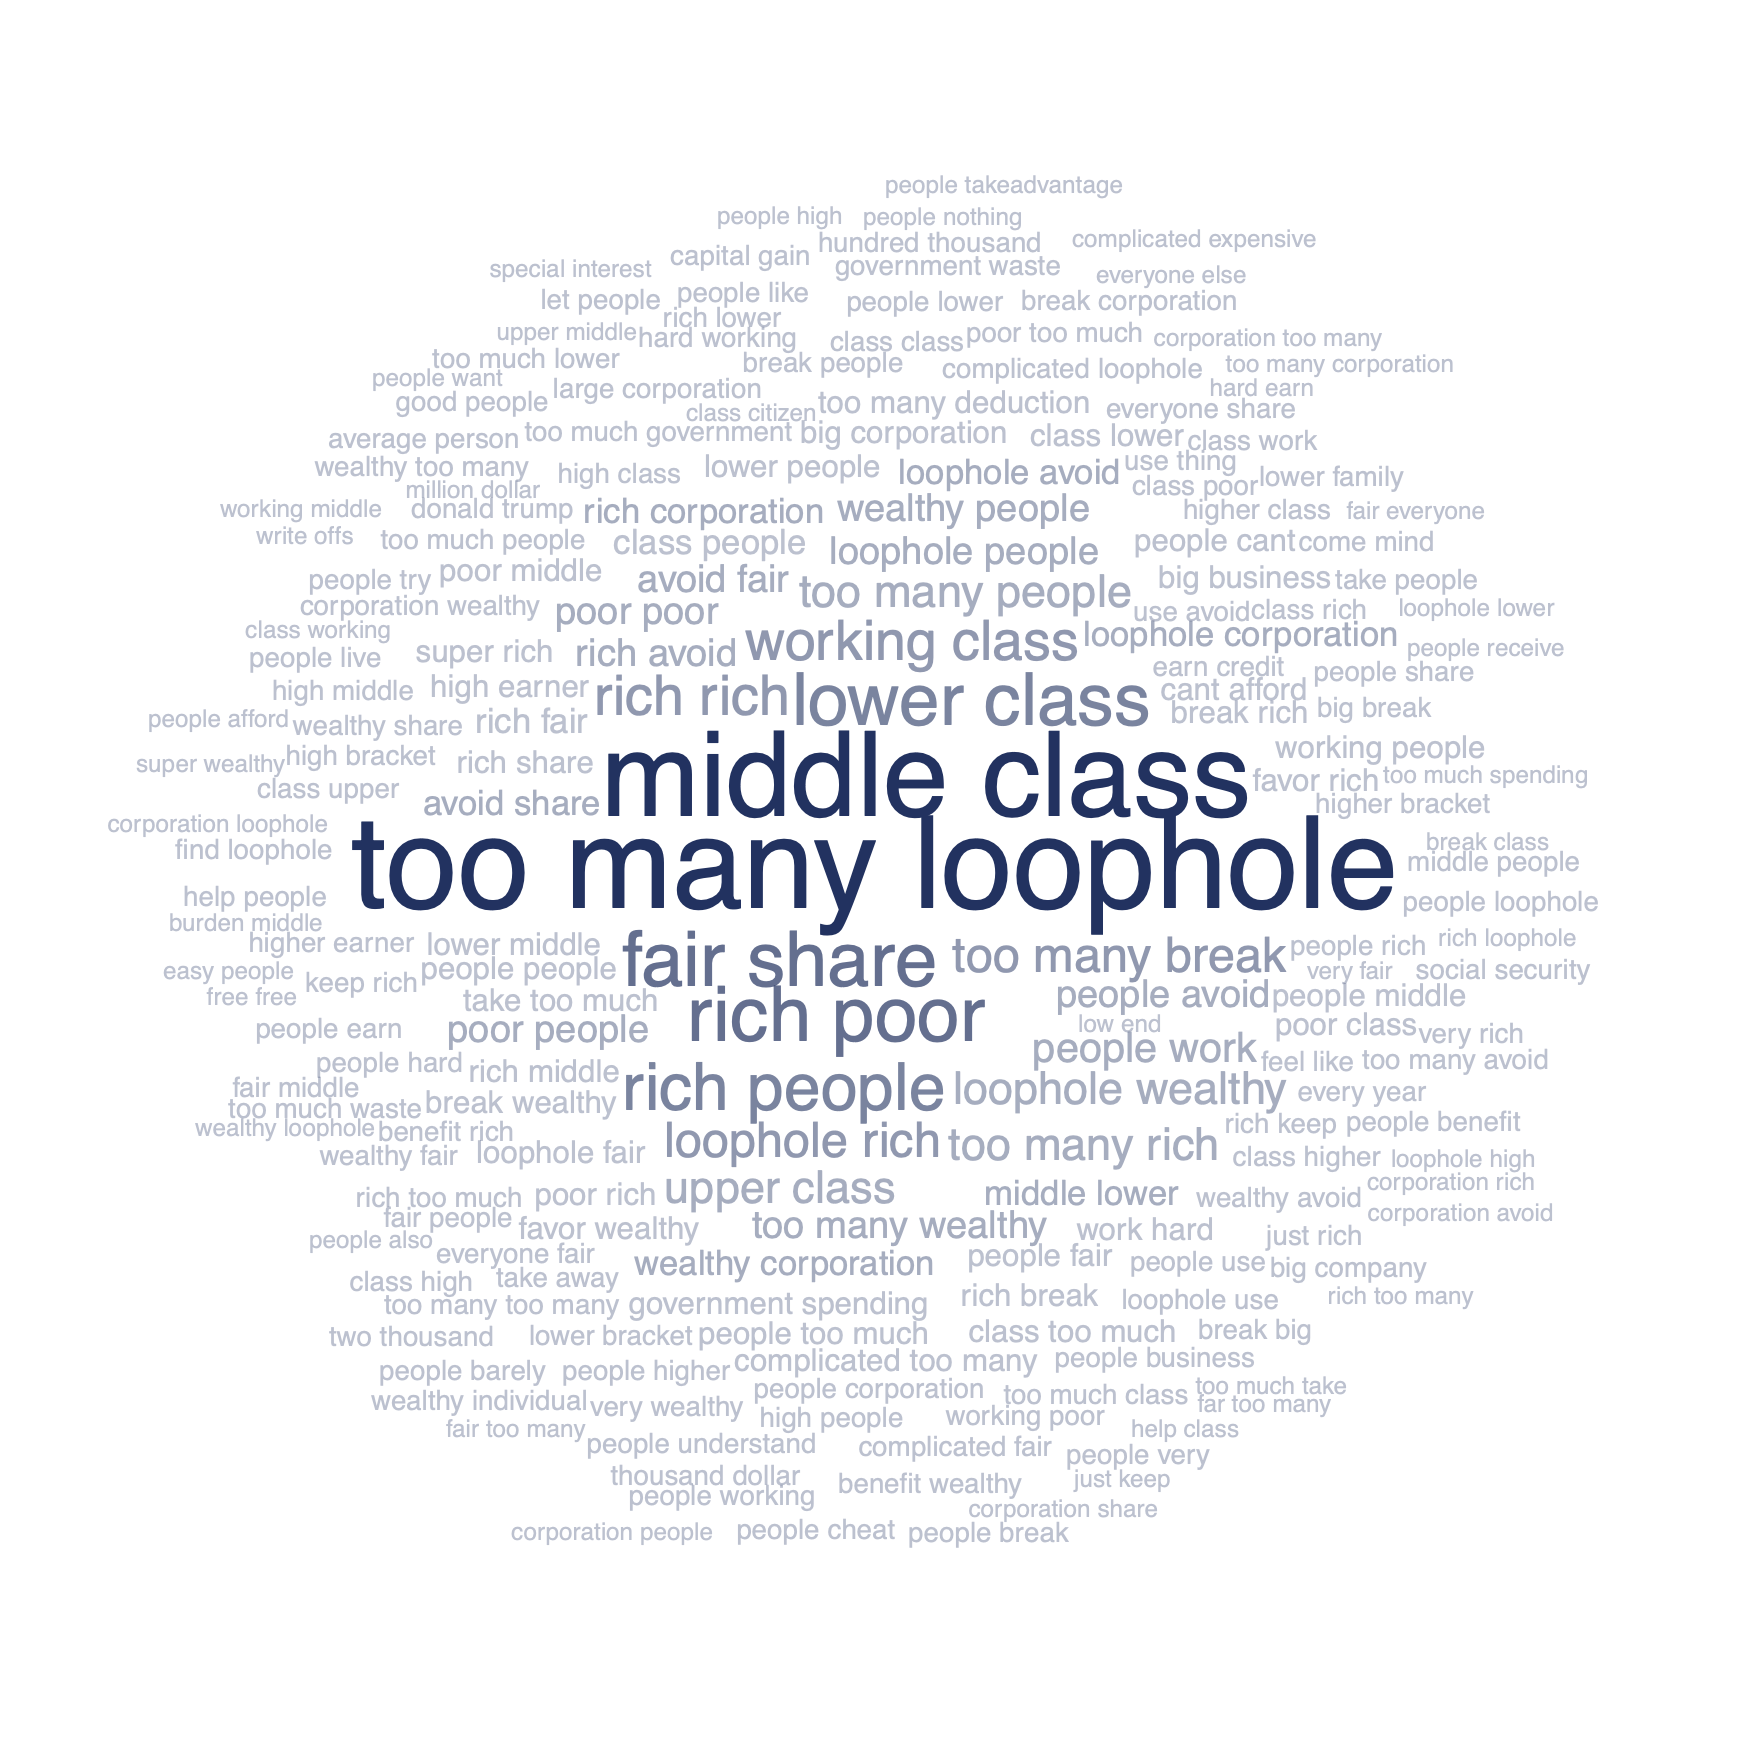 people takeadvantage
people high people nothing
hundred thousand complicated expensive
special interest capital gain government waste everyone else
let people people like people lower break corporation
rich lower
upper middle hard working class class poor too much corporation too many
too much lower break people complicated loophole too many corporation
people want large corporation hard earn
good people class citizen too many deduction everyone share
average person too much government big corporation class lower class work
wealthy too many high class lower people loophole avoid use thing lower family
million dollar class poor
working middle donald trump rich corporation wealthy people higher class fair everyone
write offs too much people class people loophole people people cant come mind
people try poor middle avoid fair too many people big business take people
corporation wealthy poor poor use avoid class rich loophole lower
class working working class loophole corporation
people live super rich rich avoid earn credit people share people receive
high middle high earner rich rich lower class cant afford
people afford wealthy share rich fair break rich big break
super wealthy high bracket rich share middle class working people
class upper avoid share favor rich too much spending
higher bracket
corporation loophole too many loophole break class
find loophole middle people
help people people loophole
burden middle
higher earner lower middle fair share too many break people rich rich loophole
easy people keep rich people people very fair social security
free free take too much rich poor people avoid people middle
people earn poor people low end poor class very rich
people hard rich middle people work feel like too many avoid
fair middle rich people loophole wealthy every year
too much waste break wealthy
wealthy loophole benefit rich loophole rich too many rich rich keep people benefit
wealthy fair loophole fair class higher loophole high
rich too much poor rich upper class middle lower wealthy avoid corporation rich
fair people favor wealthy too many wealthy work hard just rich corporation avoid
people also everyone fair wealthy corporation people fair people use big company
class high take away
too many too many government spending rich break loophole use rich too many
two thousand lower bracket people too much class too much break big
people barely people higher complicated too many people business
wealthy individual very wealthy people corporation too much class too much take
far too many
fair too many high people working poor help class
people understand complicated fair people very
thousand dollar benefit wealthy just keep
people working corporation share
corporation people people cheat people break